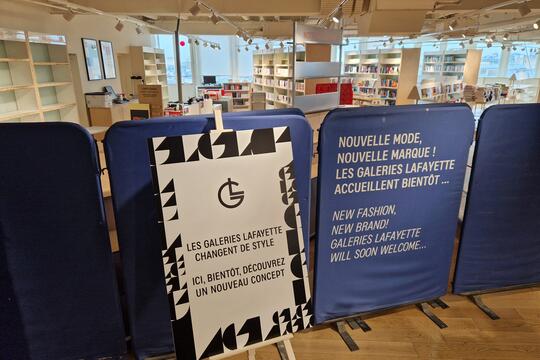 LES GALERIES LAFAYETTE
CHANGENT DE STYLE
ICI, BIENTÔT, DÉCOUVREZ
UN NOUVEAU CONCEPT
NOUVELLE MODE,
NOUVELLE MARQUE !
LES GALERIES LAFAYETTE
ACCUEILLENT BIENTÔT ...
NEW FASHION,
NEW BRAND!
GALERIES LAFAYETTE
WILL SOON WELCOME...